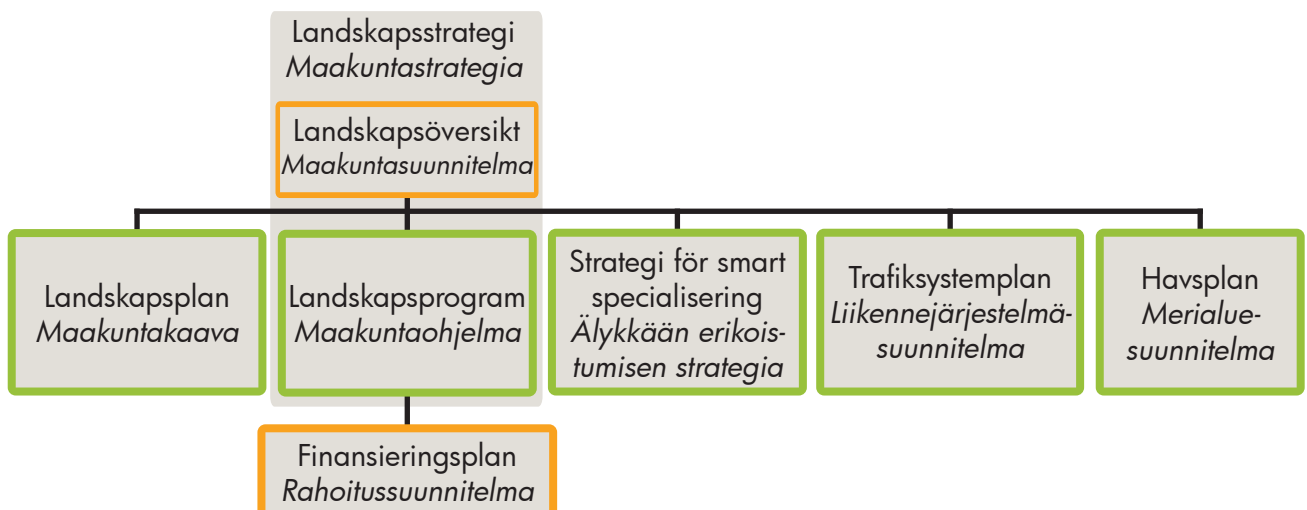 Landskapsstrategi
Maakuntastrategia
Landskapsöversikt
Maakuntasuunnitelma
Landskapsplan
Maakuntakaava
Landskapsprogram
Maakuntaohjelma
Strategi för smart
specialisering
Älykkään erikois-
tumisen strategia
Trafiksystemplan
Liikennejärjestelmä-
suunnitelma
Havsplan
Merialue-
suunnitelma
Finansieringsplan
Rahoitussuunnitelma